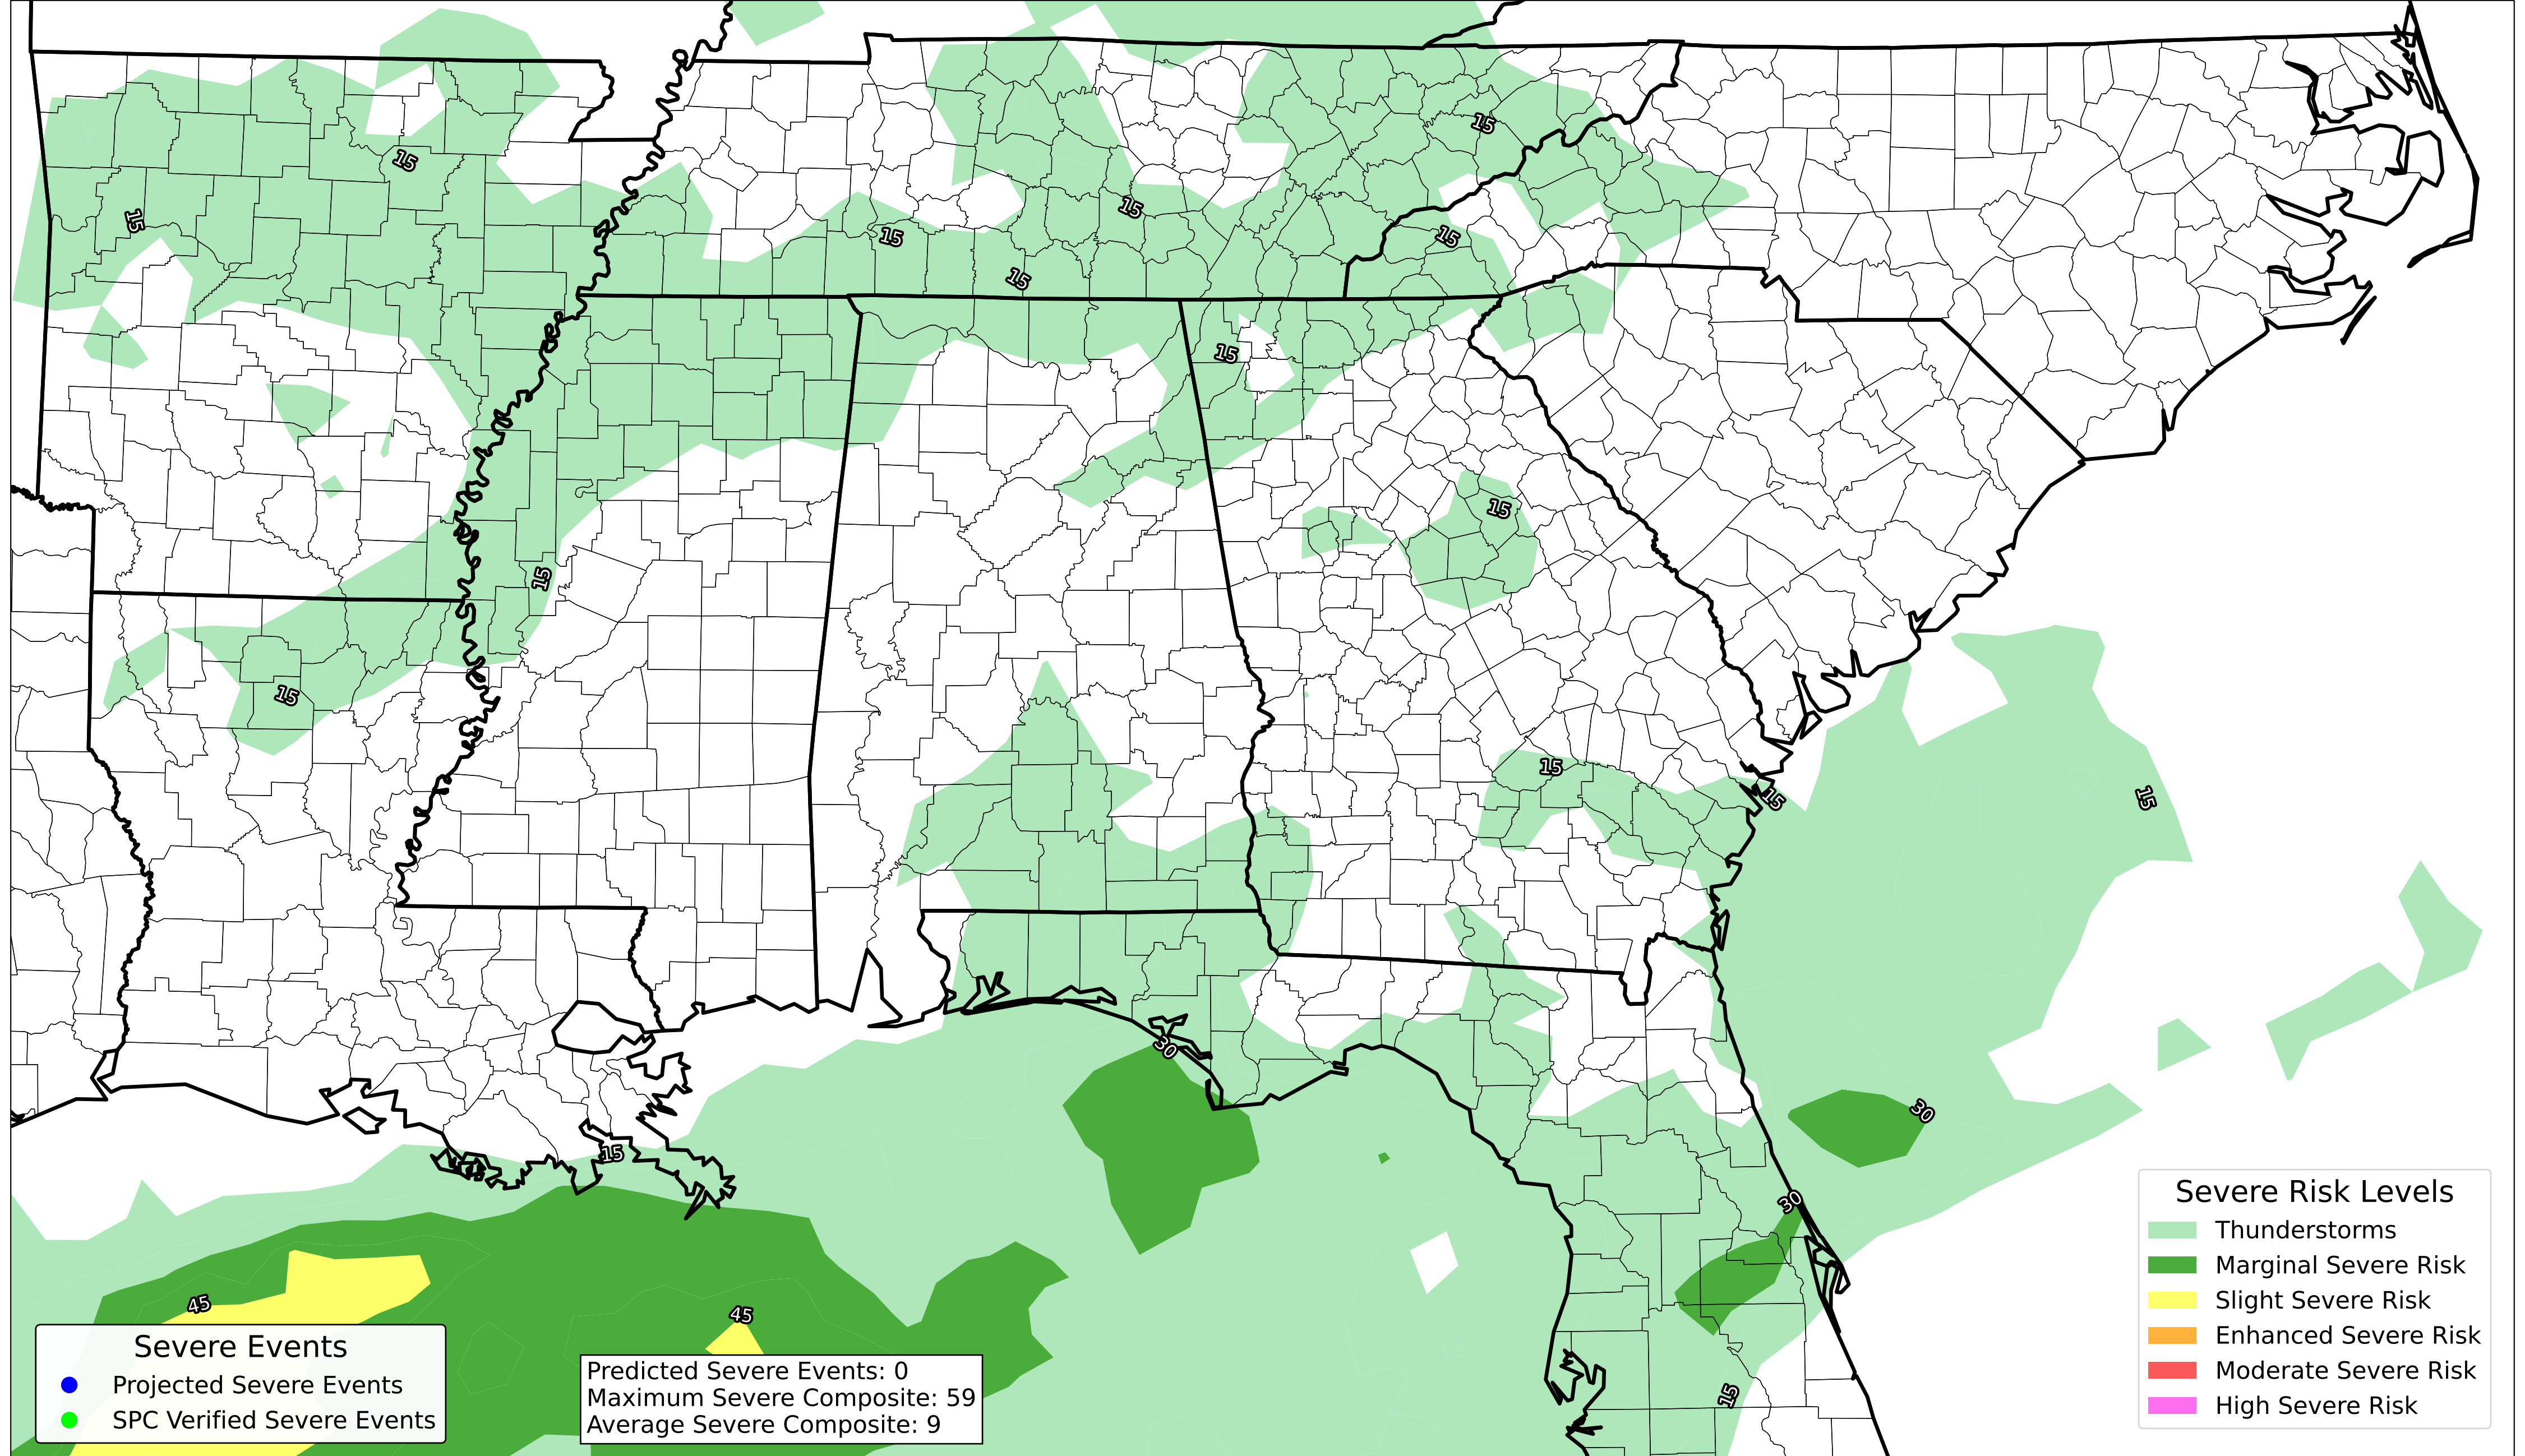 15
15
15
15
15
15
15
15
15
15
15
15
15
15
30
30
15
30
45
45
15
Severe Events
Projected Severe Events
SPC Verified Severe Events
Predicted Severe Events: 0
Maximum Severe Composite: 59
Average Severe Composite: 9
Severe Risk Levels
Thunderstorms
Marginal Severe Risk
Slight Severe Risk
Enhanced Severe Risk
Moderate Severe Risk
High Severe Risk